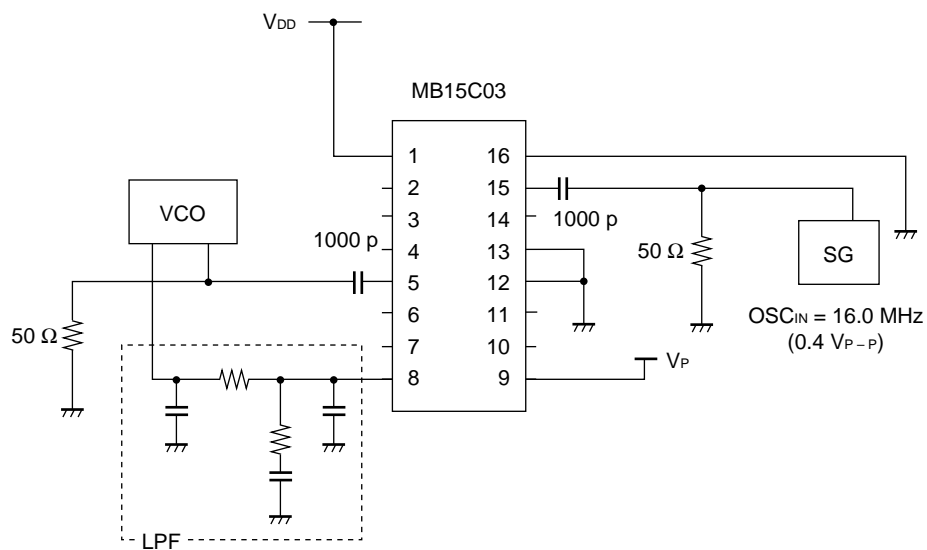 VDD
MB15C03
1 16
2 15
VCO
3 14
1000 p
1000 p
4 13
50 Ω
SG
5 12
OSCIN = 16.0 MHz
(0.4 VP – P)
6 11
50 Ω
7 10
VP
8 9
LPF